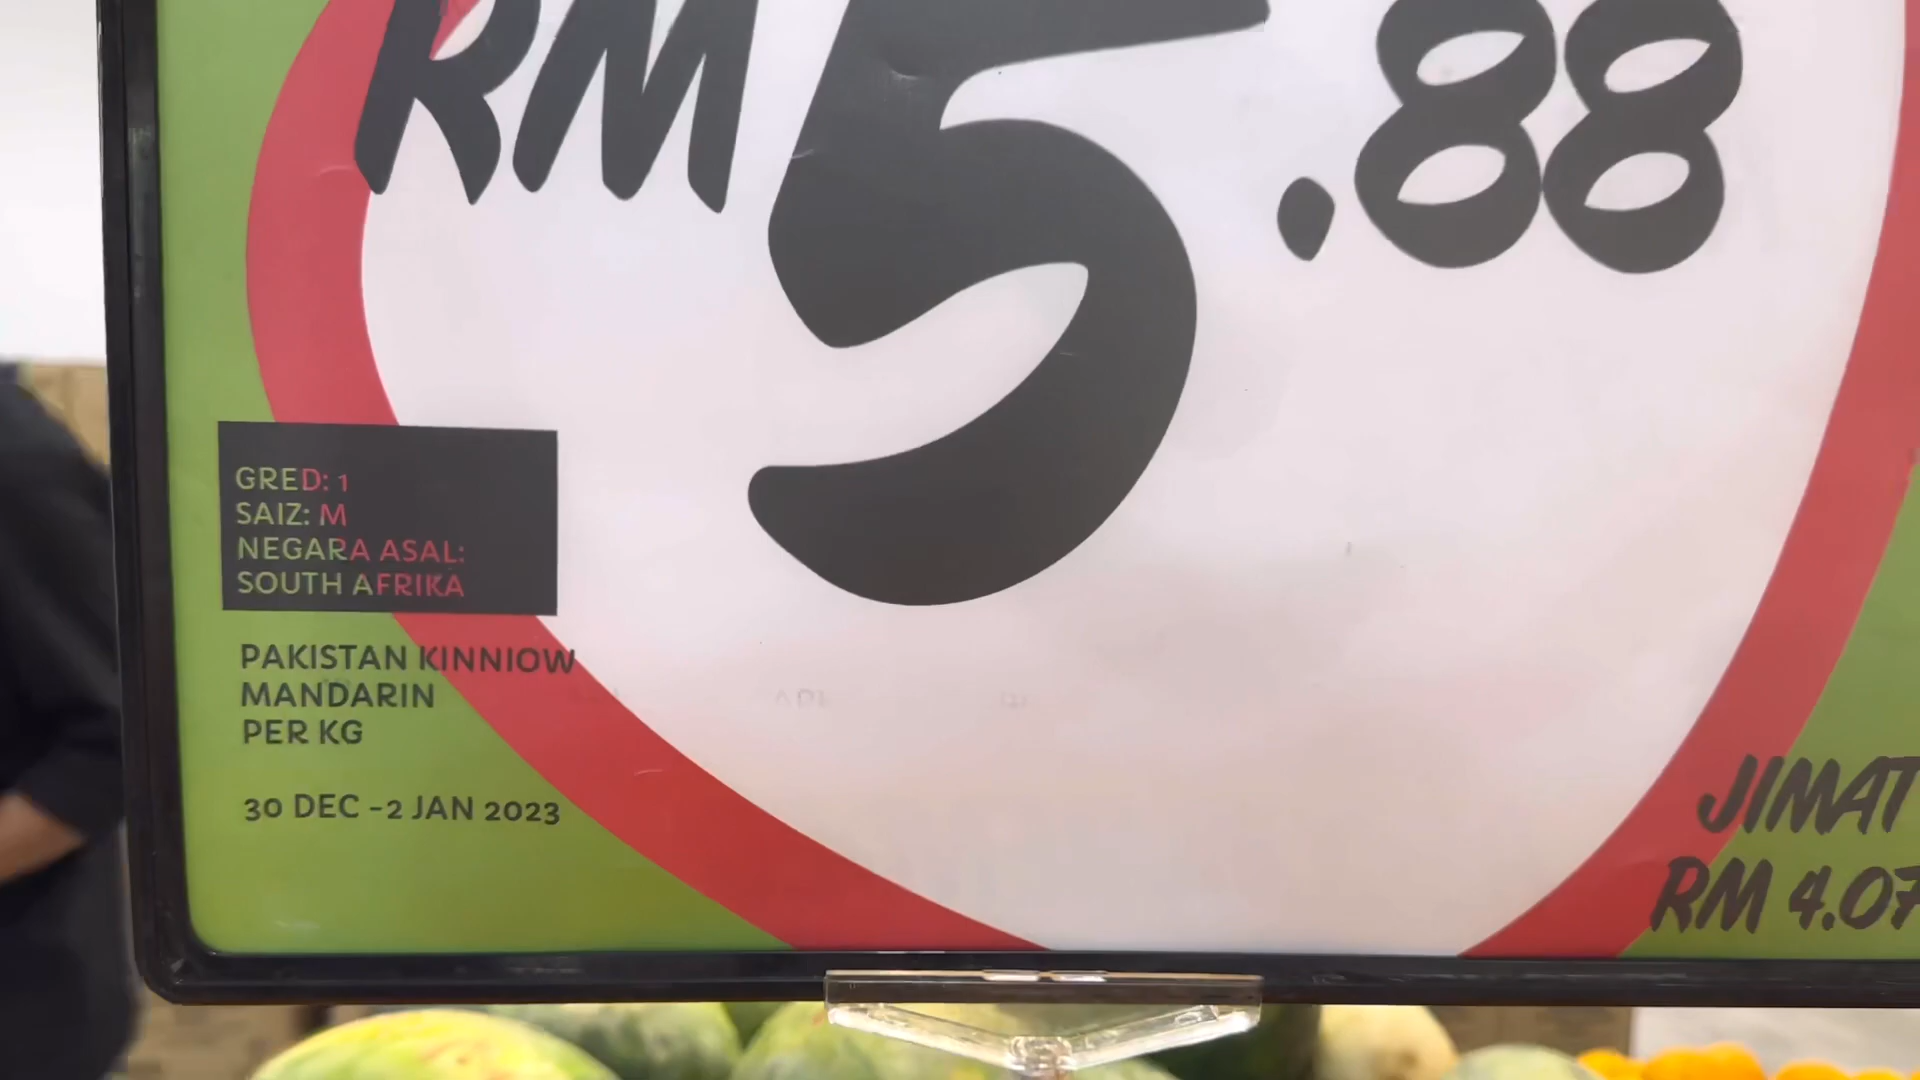 RM 5.88
GRED: 1
SAIZ: M
NEGARA ASAL:
SOUTH AFRIKA
PAKISTAN KINNIOW
MANDARIN
PER KG
30 DEC -2 JAN 2023
JIMAT
RM 4.07